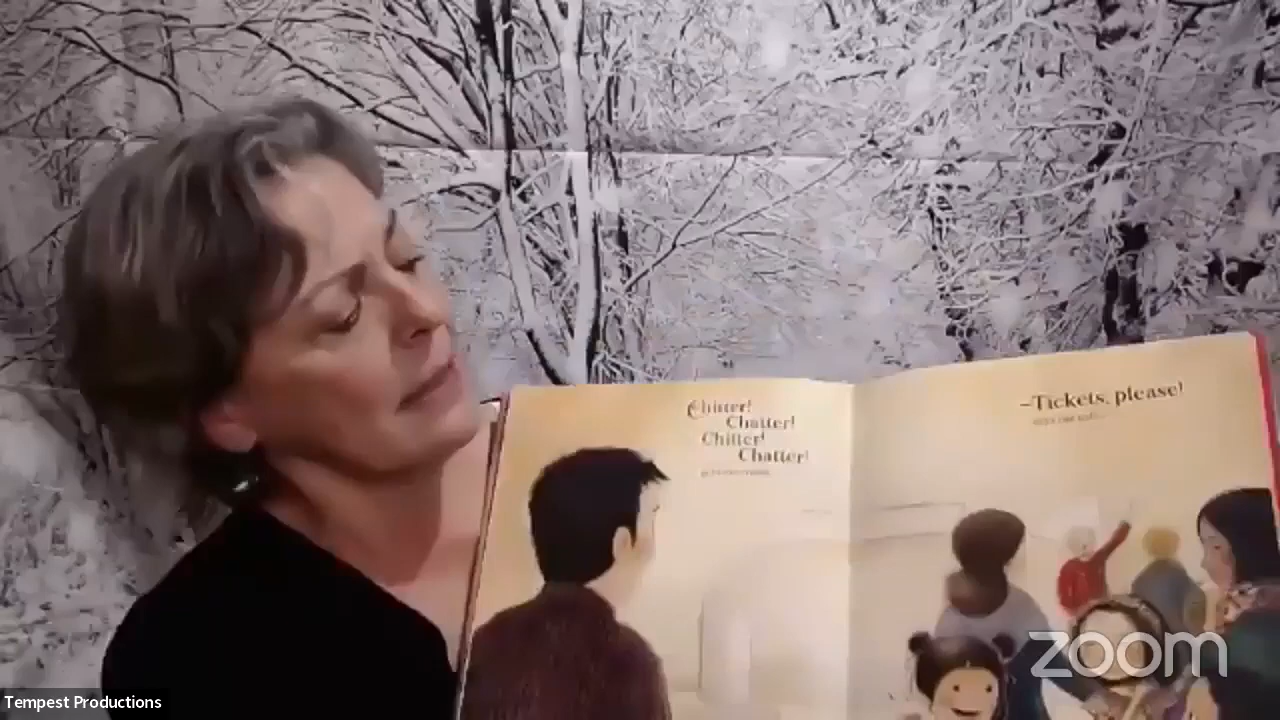 Chitter!
Chatter!
Chitter!
Chatter!
–Tickets, please!
zoom
Tempest Productions